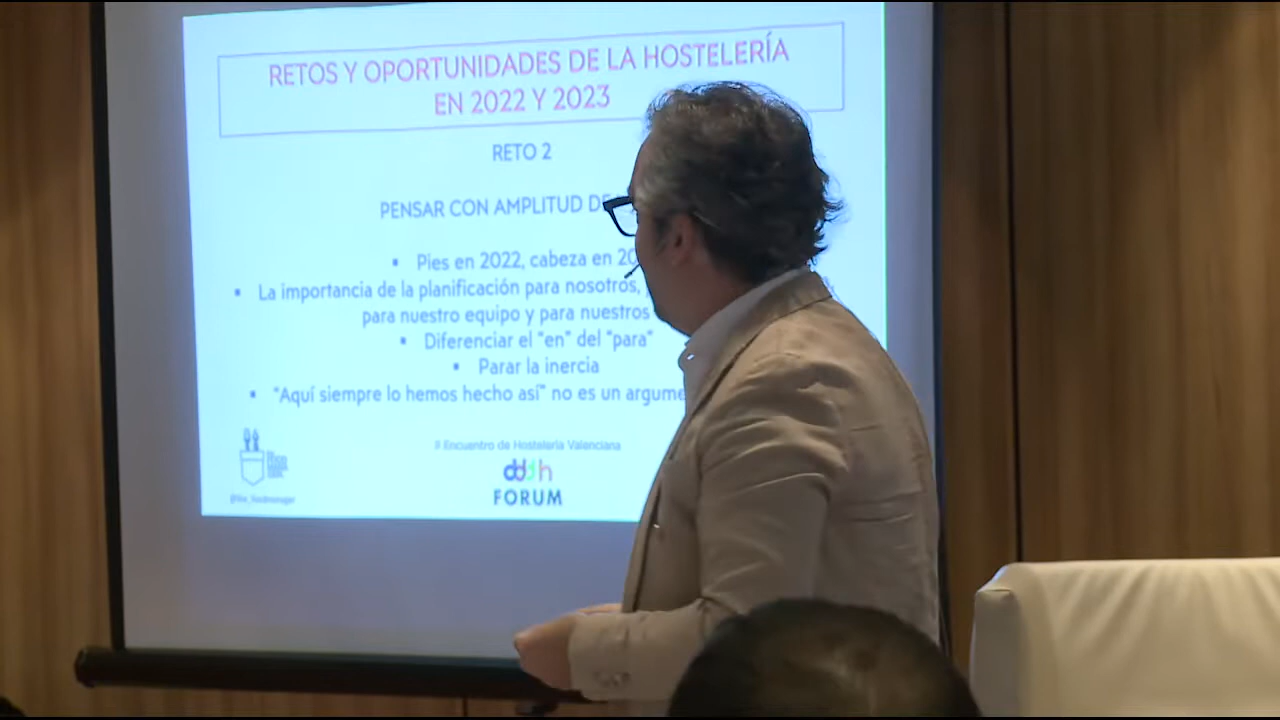 RETOS Y OPORTUNIDADES DE LA HOSTELERÍA
EN 2022 Y 2023
RETO 2
PENSAR CON AMPLITUD DE
▪ Pies en 2022, cabeza en 20
▪ La importancia de la planificación para nosotros,
para nuestro equipo y para nuestros
▪ Diferenciar el "en" del "para"
▪ Parar la inercia
▪ "Aquí siempre lo hemos hecho así" no es un argume
II Encuentro de Hostelería Valenciana
FORUM